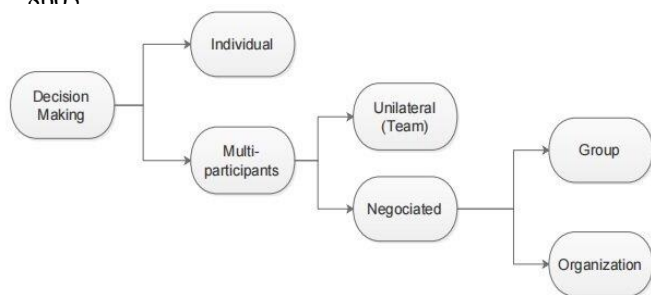 Individual
Decision
Making
Unilateral
(Team)
Multi-
participants
Group
Negociated
Organization